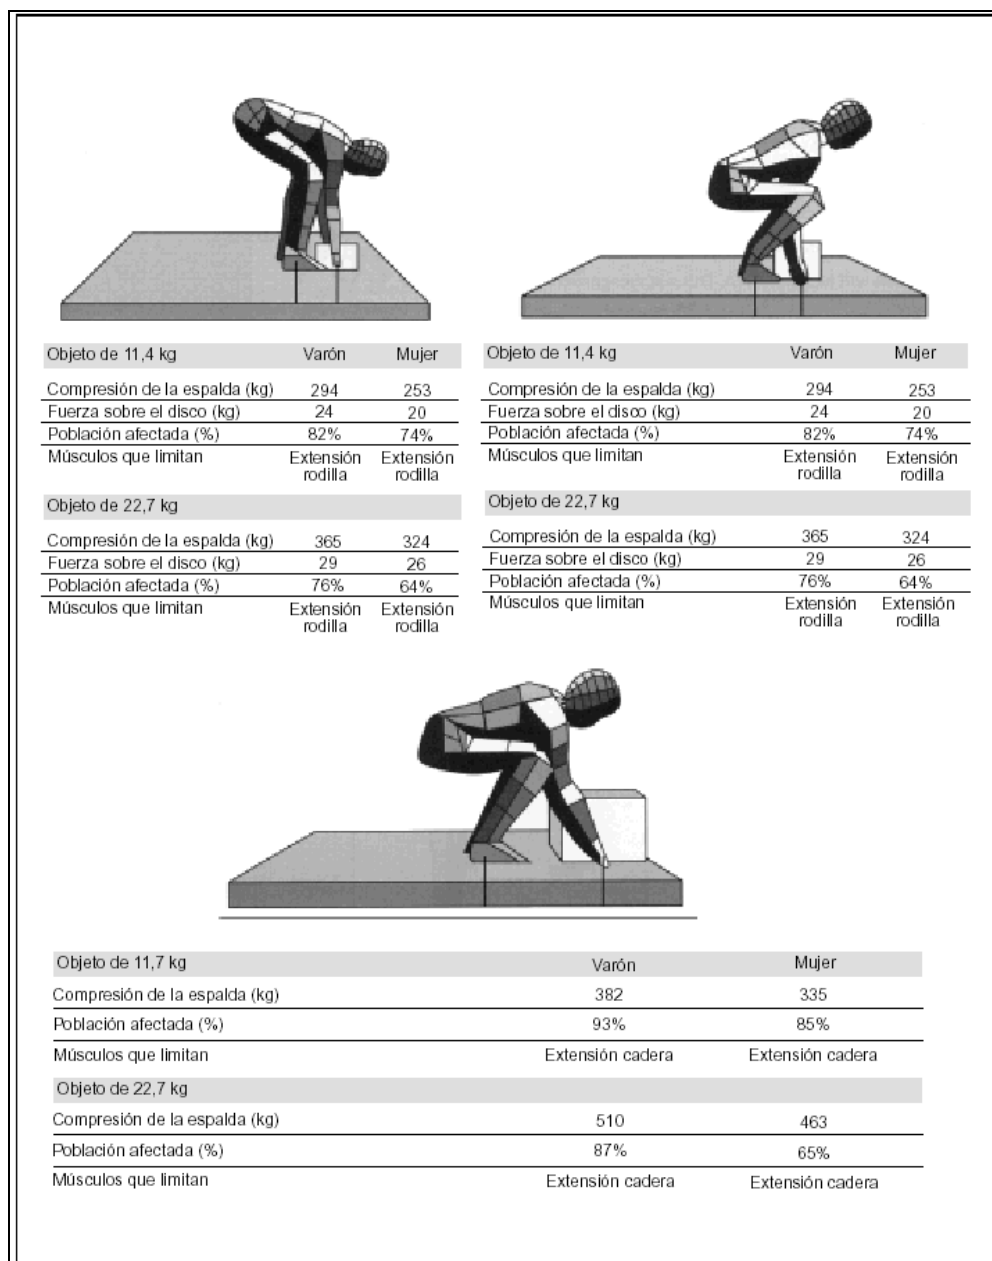 Objeto de 11,4 kg Varón Mujer
Compresión de la espalda (kg) 294 253
Fuerza sobre el disco (kg) 24 20
Población afectada (%) 82% 74%
Músculos que limitan Extensión rodilla Extensión rodilla
Objeto de 22,7 kg
Compresión de la espalda (kg) 365 324
Fuerza sobre el disco (kg) 29 26
Población afectada (%) 76% 64%
Músculos que limitan Extensión rodilla Extensión rodilla
Objeto de 11,4 kg Varón Mujer
Compresión de la espalda (kg) 294 253
Fuerza sobre el disco (kg) 24 20
Población afectada (%) 82% 74%
Músculos que limitan Extensión rodilla Extensión rodilla
Objeto de 22,7 kg
Compresión de la espalda (kg) 365 324
Fuerza sobre el disco (kg) 29 26
Población afectada (%) 76% 64%
Músculos que limitan Extensión rodilla Extensión rodilla
Objeto de 11,7 kg Varón Mujer
Compresión de la espalda (kg) 382 335
Población afectada (%) 93% 85%
Músculos que limitan Extensión cadera Extensión cadera
Objeto de 22,7 kg
Compresión de la espalda (kg) 510 463
Población afectada (%) 87% 65%
Músculos que limitan Extensión cadera Extensión cadera